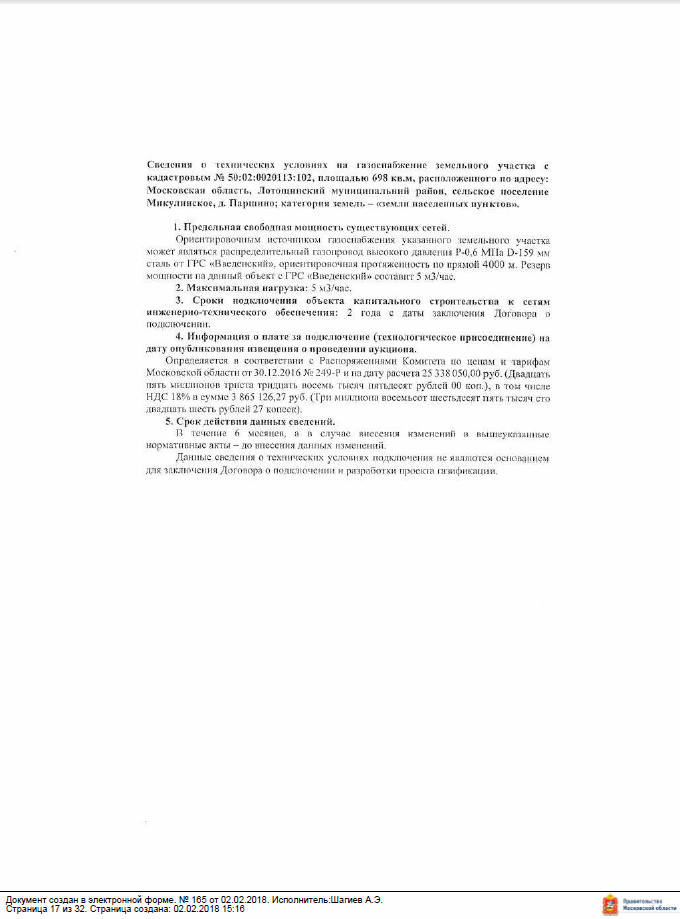 Сведения о технических условиях на газоснабжение земельного участка с
кадастровым № 50:02:0020113:102, площадью 698 кв.м, расположенного по адресу:
Московская область, Лотошинский муниципальный район, сельское поселение
Микулинское, д. Паршино; категория земель – «земли населенных пунктов».
1. Предельная свободная мощность существующих сетей.
Ориентировочным источником газоснабжения указанного земельного участка
может являться распределительный газопровод высокого давления Р-0,6 МПа D-159 мм
сталь от ГРС «Введенский», ориентировочная протяженность по прямой 4000 м. Резерв
мощности на данный объект с ГРС «Введенский» составит 5 м3/час.
2. Максимальная нагрузка: 5 м3/час.
3. Сроки подключения объекта капитального строительства к сетям
инженерно-технического обеспечения: 2 года с даты заключения Договора о
подключении.
4. Информация о плате за подключение (технологическое присоединение) на
дату опубликования извещения о проведении аукциона.
Определяется в соответствии с Распоряжениями Комитета по ценам и тарифам
Московской области от 30.12.2016 № 249-Р и на дату расчета 25 338 050,00 руб. (Двадцать
пять миллионов триста тридцать восемь тысяч пятьдесят рублей 00 коп.), в том числе
НДС 18% в сумме 3 865 126,27 руб. (Три миллиона восемьсот шестьдесят пять тысяч сто
двадцать шесть рублей 27 копеек).
5. Срок действия данных сведений.
В течение 6 месяцев, а в случае внесения изменений в вышеуказанные
нормативные акты – до внесения данных изменений.
Данные сведения о технических условиях подключения не являются основанием
для заключения Договора о подключении и разработки проекта газификации.
Документ создан в электронной форме. № 165 от 02.02.2018. Исполнитель:Шагиев А.Э.
Страница 17 из 32. Страница создана: 02.02.2018 15:16
Правительство
Московской области